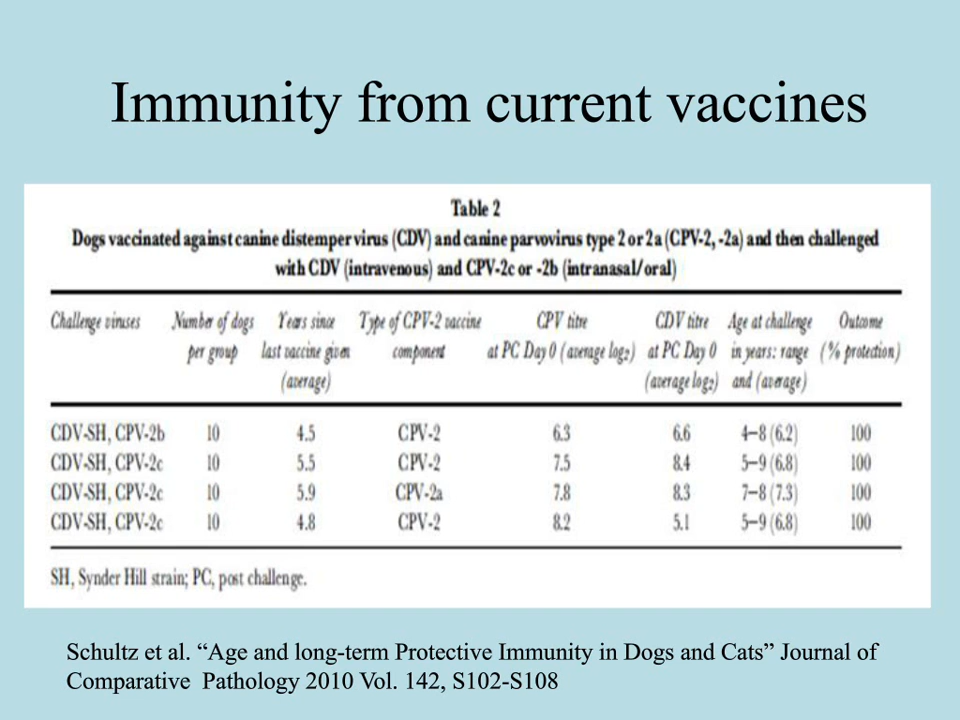 Immunity from current vaccines
Table 2
Dogs vaccinated against canine distemper virus (CDV) and canine parvovirus type 2 or 2a (CPV-2, -2a) and then challenged
with CDV (intravenous) and CPV-2c or -2b (intranasal/oral)
Challenge viruses Number of dogs Years since Type of CPV-2 vaccine CPV titre CDV titre Age at challenge Outcome
per group last vaccine given component at PC Day 0 (average log₂) at PC Day 0 in years: range (% protection)
(average) (average log₂) and (average)
CDV-SH, CPV-2b 10 4.5 CPV-2 6.3 6.6 4–8 (6.2) 100
CDV-SH, CPV-2c 10 5.5 CPV-2 7.5 8.4 5–9 (6.8) 100
CDV-SH, CPV-2c 10 5.9 CPV-2a 7.8 8.3 7–8 (7.3) 100
CDV-SH, CPV-2c 10 4.8 CPV-2 8.2 5.1 5–9 (6.8) 100
SH, Synder Hill strain; PC, post challenge.
Schultz et al. “Age and long-term Protective Immunity in Dogs and Cats” Journal of
Comparative Pathology 2010 Vol. 142, S102-S108